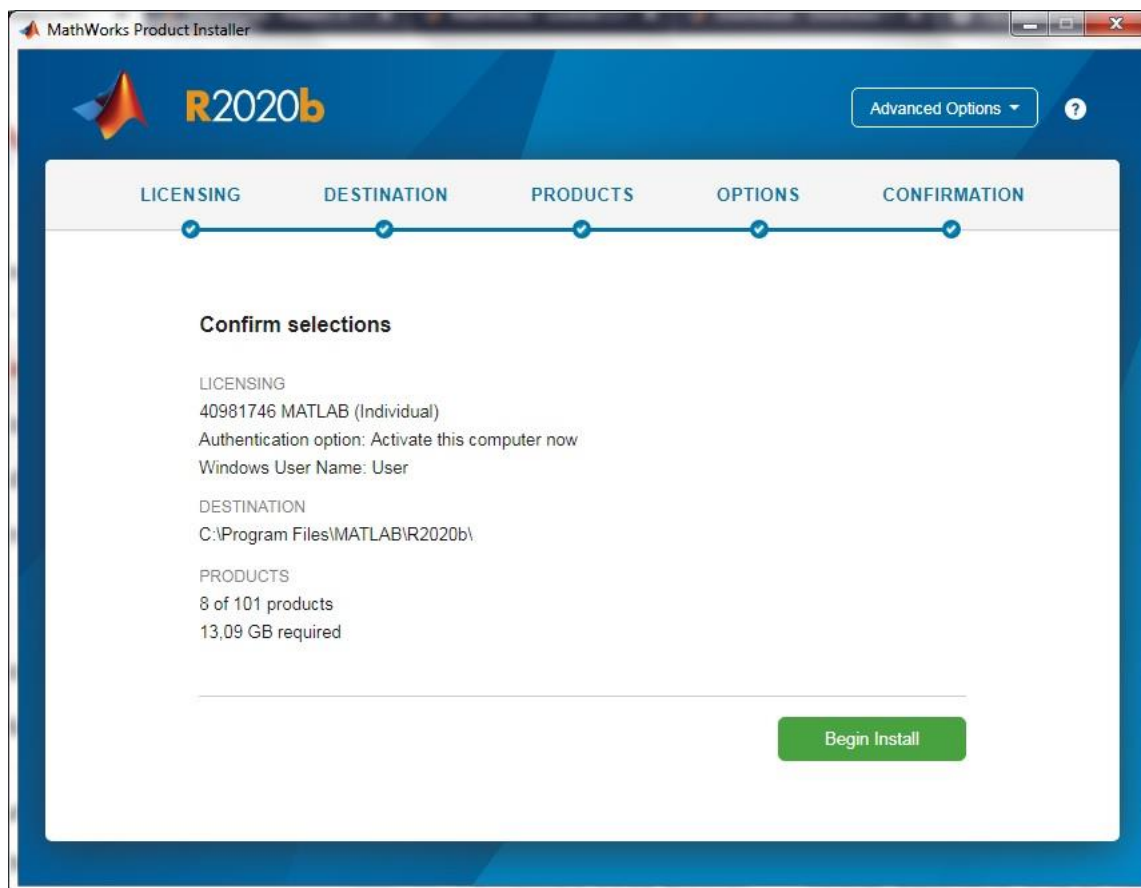 MathWorks Product Installer
R2020b
Advanced Options
?
LICENSING DESTINATION PRODUCTS OPTIONS CONFIRMATION
Confirm selections
LICENSING
40981746 MATLAB (Individual)
Authentication option: Activate this computer now
Windows User Name: User
DESTINATION
C:\Program Files\MATLAB\R2020b\
PRODUCTS
8 of 101 products
13,09 GB required
Begin Install